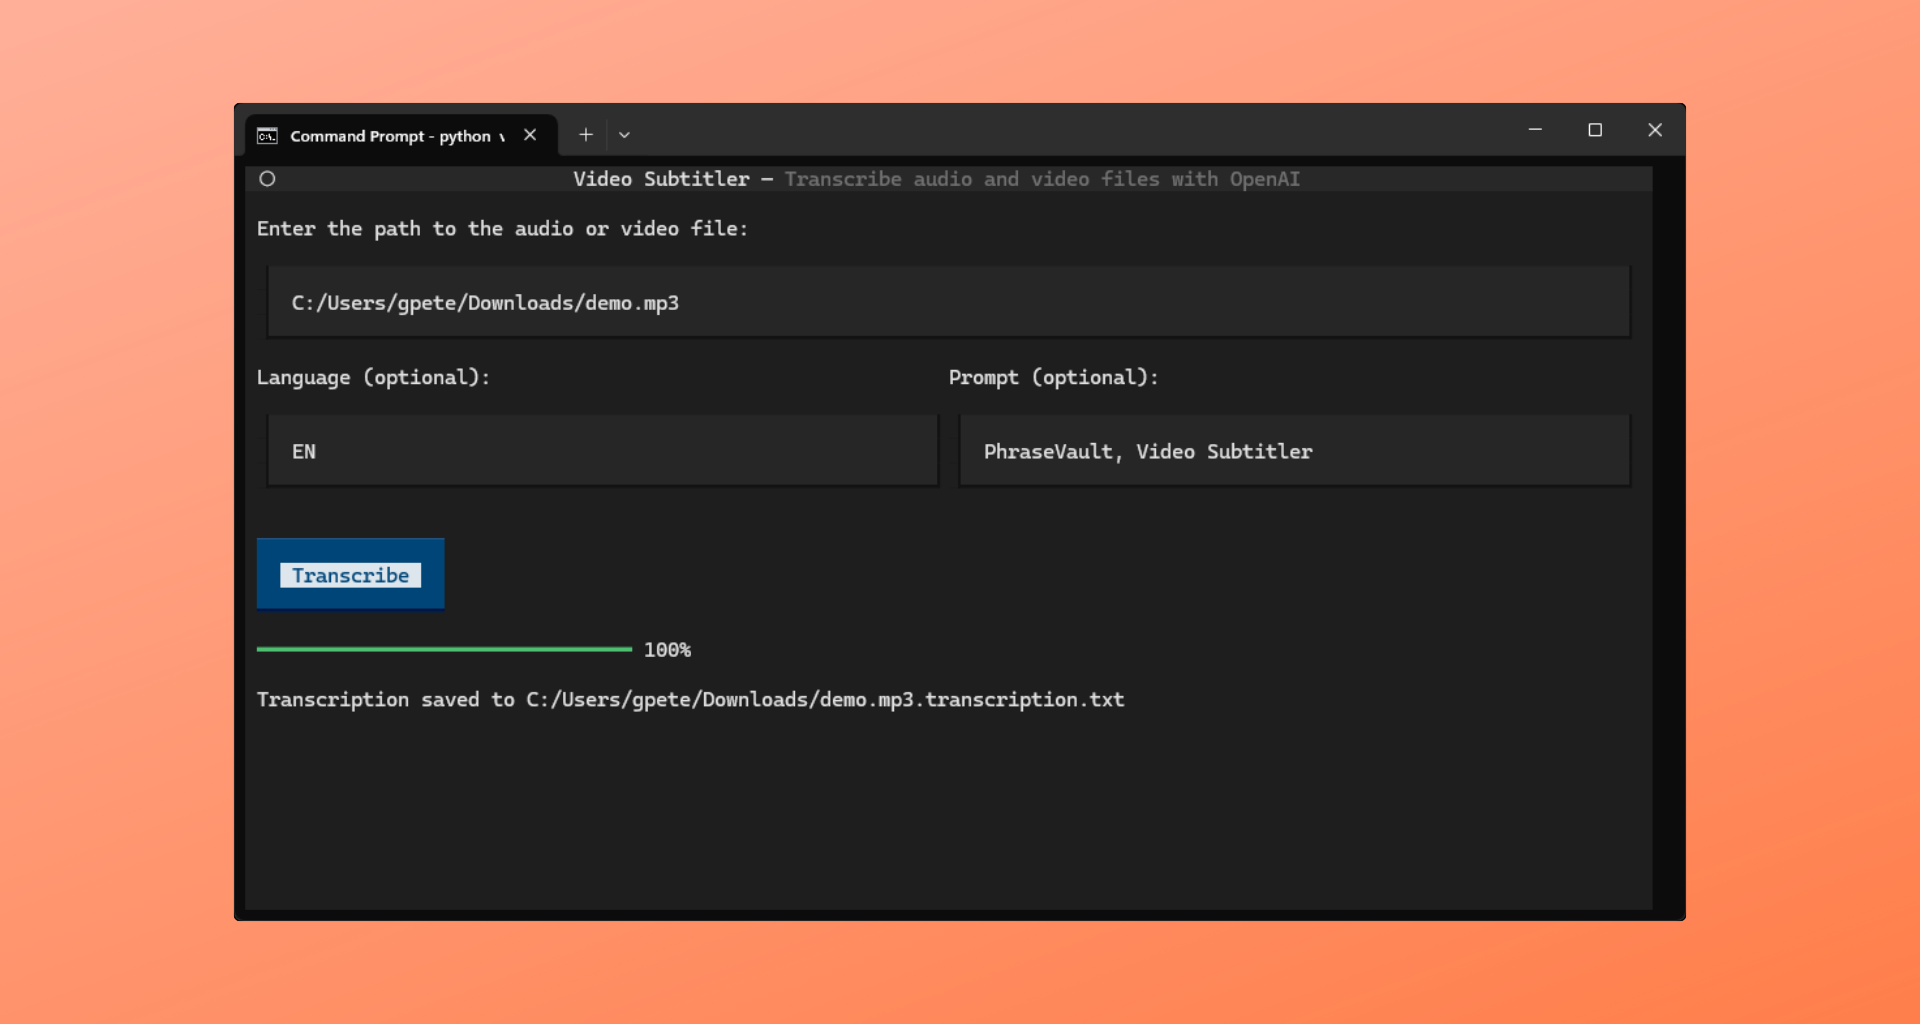 Command Prompt - python
Video Subtitler — Transcribe audio and video files with OpenAI
Enter the path to the audio or video file:
C:/Users/gpete/Downloads/demo.mp3
Language (optional): Prompt (optional):
EN PhraseVault, Video Subtitler
Transcribe
100%
Transcription saved to C:/Users/gpete/Downloads/demo.mp3.transcription.txt